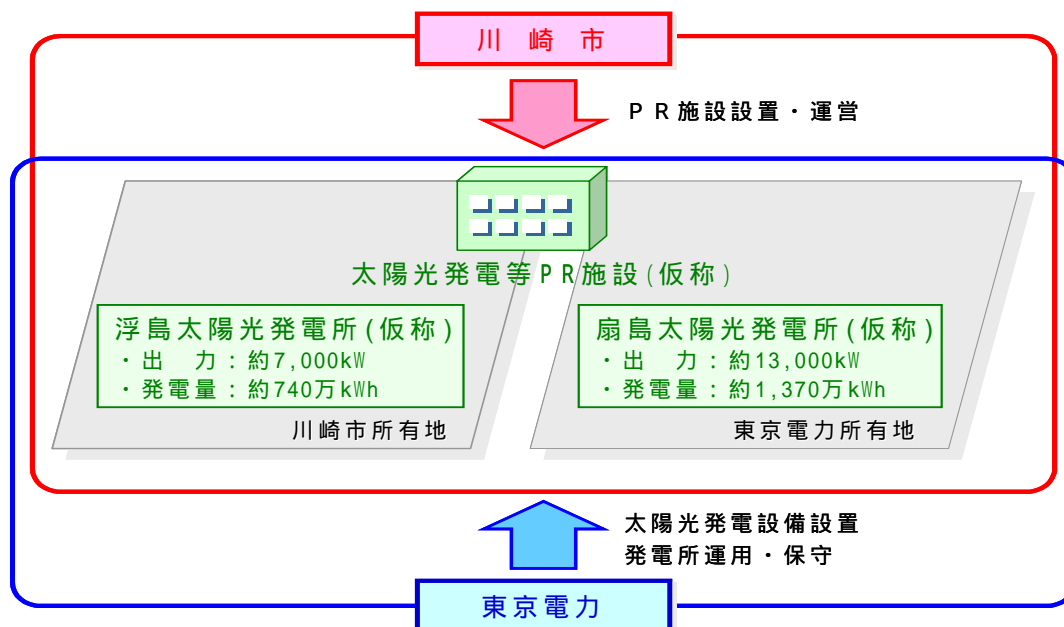 川 崎 市
ＰＲ施設設置・運営
太陽光発電等PR施設(仮称)
浮島太陽光発電所(仮称)
・出　力：約7,000kW
・発電量：約740万kWh
川崎市所有地
扇島太陽光発電所(仮称)
・出　力：約13,000kW
・発電量：約1,370万kWh
東京電力所有地
太陽光発電設備設置
発電所運用・保守
東京電力